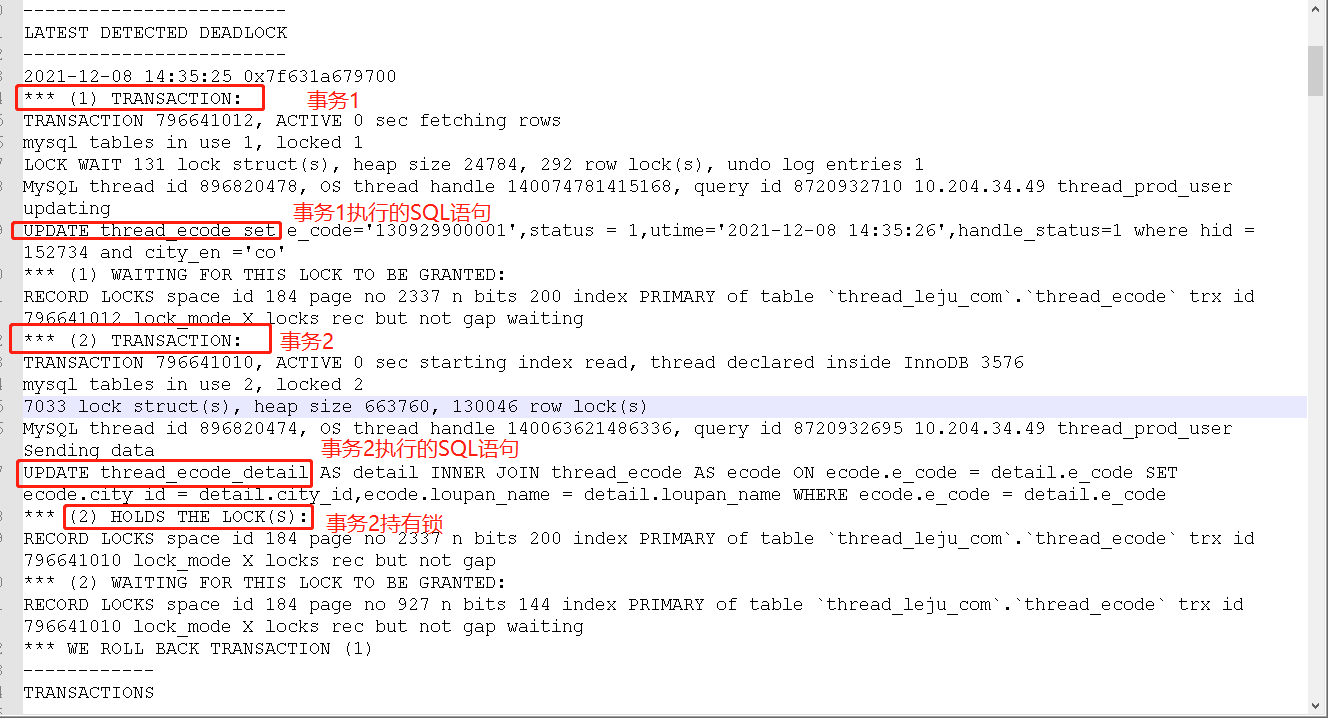 ------------------------
LATEST DETECTED DEADLOCK
------------------------
2021-12-08 14:35:25 0x7f631a679700
*** (1) TRANSACTION: 事务1
TRANSACTION 796641012, ACTIVE 0 sec fetching rows
mysql tables in use 1, locked 1
LOCK WAIT 131 lock struct(s), heap size 24784, 292 row lock(s), undo log entries 1
MySQL thread id 896820478, OS thread handle 140074781415168, query id 8720932710 10.204.34.49 thread_prod_user
updating
事务1执行的SQL语句
UPDATE thread_ecode set e_code='130929900001',status = 1,utime='2021-12-08 14:35:26',handle_status=1 where hid =
152734 and city_en ='co'
*** (1) WAITING FOR THIS LOCK TO BE GRANTED:
RECORD LOCKS space id 184 page no 2337 n bits 200 index PRIMARY of table `thread_leju_com`.`thread_ecode` trx id
796641012 lock_mode X locks rec but not gap waiting
*** (2) TRANSACTION: 事务2
TRANSACTION 796641010, ACTIVE 0 sec starting index read, thread declared inside InnoDB 3576
mysql tables in use 2, locked 2
7033 lock struct(s), heap size 663760, 130046 row lock(s)
MySQL thread id 896820474, OS thread handle 140063621486336, query id 8720932695 10.204.34.49 thread_prod_user
Sending data
事务2执行的SQL语句
UPDATE thread_ecode_detail AS detail INNER JOIN thread_ecode AS ecode ON ecode.e_code = detail.e_code SET
ecode.city_id = detail.city_id,ecode.loupan_name = detail.loupan_name WHERE ecode.e_code = detail.e_code
*** (2) HOLDS THE LOCK(S): 事务2持有锁
RECORD LOCKS space id 184 page no 2337 n bits 200 index PRIMARY of table `thread_leju_com`.`thread_ecode` trx id
796641010 lock_mode X locks rec but not gap
*** (2) WAITING FOR THIS LOCK TO BE GRANTED:
RECORD LOCKS space id 184 page no 927 n bits 144 index PRIMARY of table `thread_leju_com`.`thread_ecode` trx id
796641010 lock_mode X locks rec but not gap waiting
*** WE ROLL BACK TRANSACTION (1)
------------
TRANSACTIONS